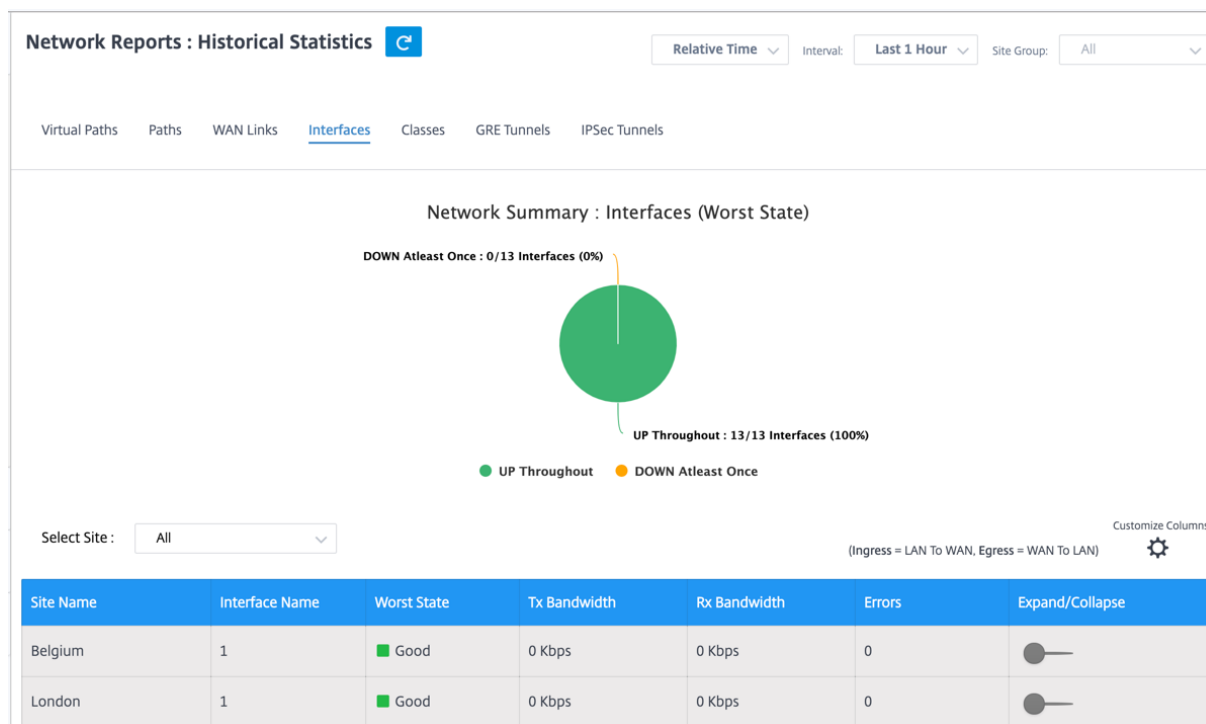 Network Reports : Historical Statistics
Relative Time Interval: Last 1 Hour Site Group: All
Virtual Paths Paths WAN Links Interfaces Classes GRE Tunnels IPSec Tunnels
Network Summary : Interfaces (Worst State)
DOWN Atleast Once : 0/13 Interfaces (0%)
UP Throughout : 13/13 Interfaces (100%)
UP Throughout DOWN Atleast Once
Customize Columns
Select Site : All
(Ingress = LAN To WAN, Egress = WAN To LAN)
Site Name Interface Name Worst State Tx Bandwidth Rx Bandwidth Errors Expand/Collapse
Belgium 1 Good 0 Kbps 0 Kbps 0
London 1 Good 0 Kbps 0 Kbps 0